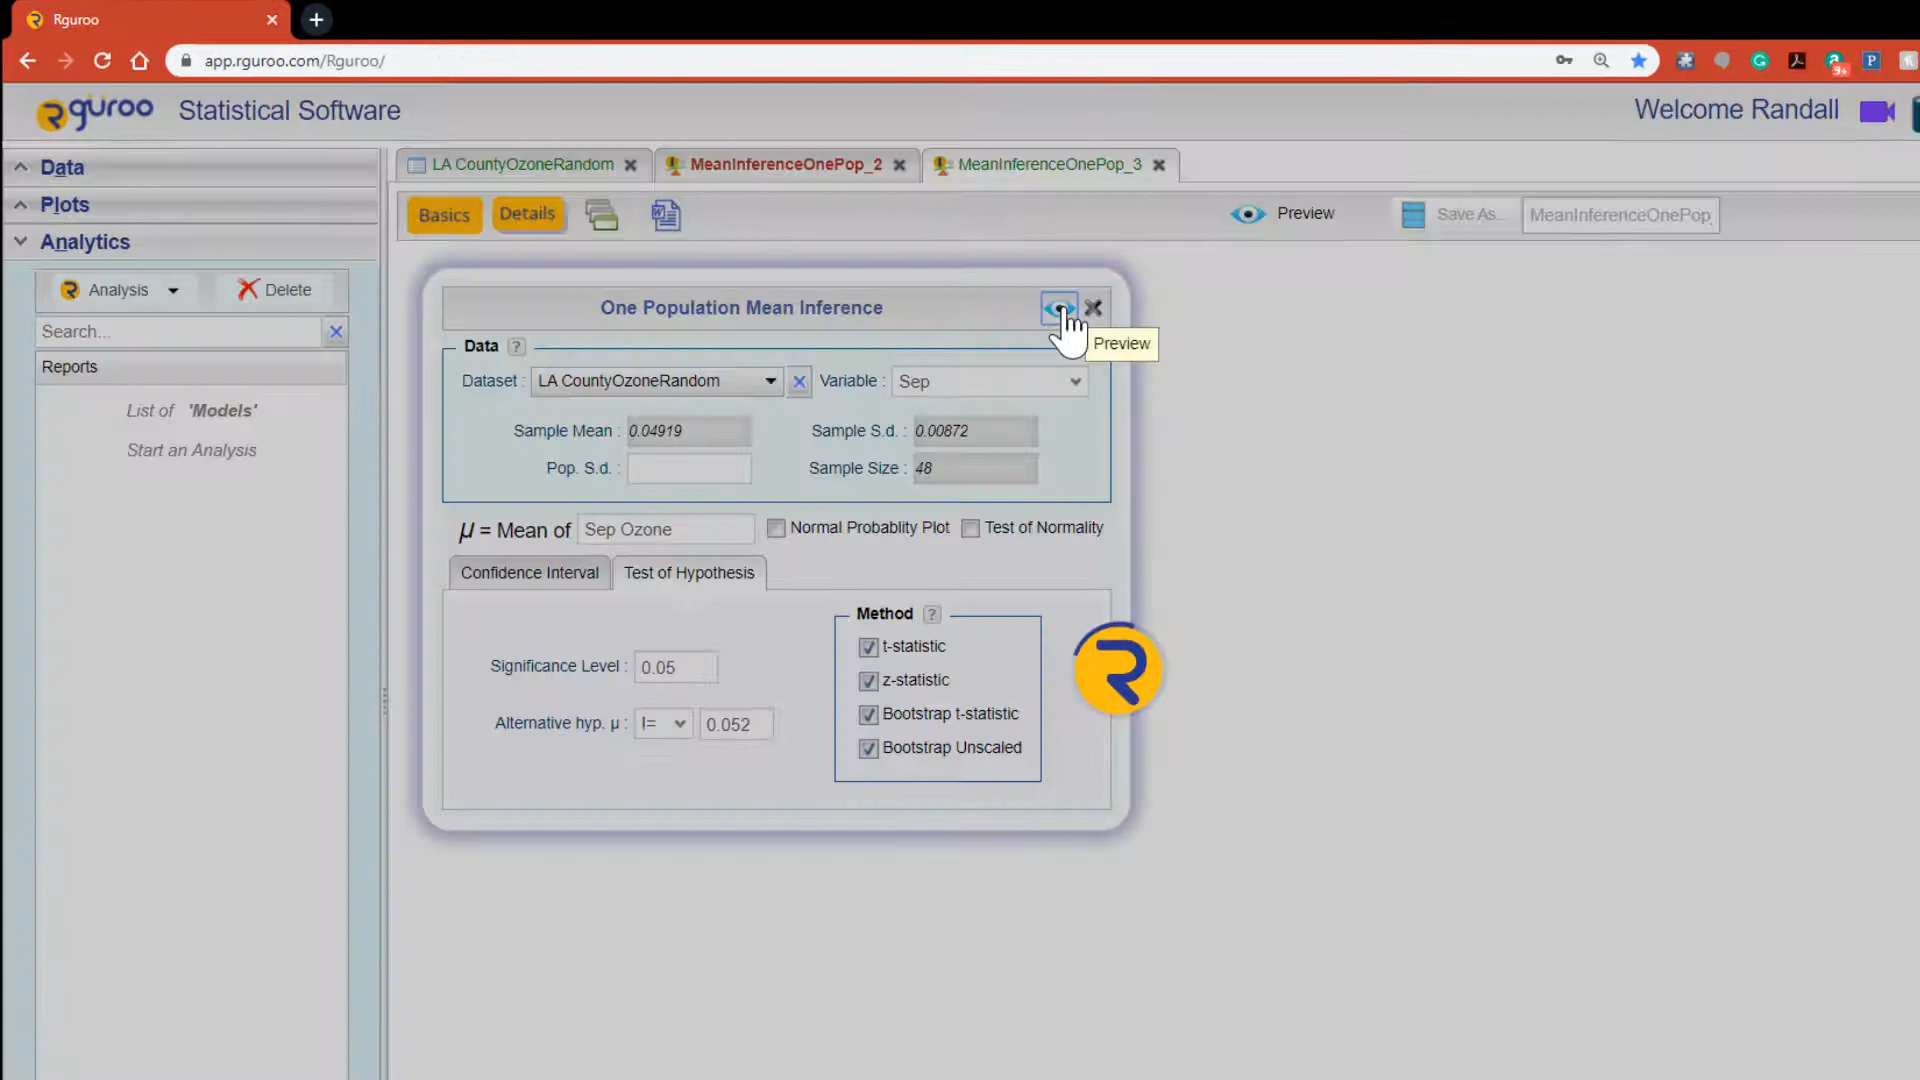 Rguroo
app.rguroo.com/Rguroo/
9+
P
rguroo Statistical Software
Welcome Randall
Data
Plots
Analytics
Analysis
Delete
Search...
Reports
List of 'Models'
Start an Analysis
LA CountyOzoneRandom
MeanInferenceOnePop_2
MeanInferenceOnePop_3
Basics
Details
Preview
Save As...
MeanInferenceOnePop_
One Population Mean Inference
Preview
Data ?
Dataset : LA CountyOzoneRandom Variable : Sep
Sample Mean : 0.04919 Sample S.d. : 0.00872
Pop. S.d. : Sample Size : 48
μ = Mean of Sep Ozone Normal Probablity Plot Test of Normality
Confidence Interval Test of Hypothesis
Method ?
t-statistic
Significance Level : 0.05 z-statistic
Alternative hyp. μ : != 0.052 Bootstrap t-statistic
Bootstrap Unscaled